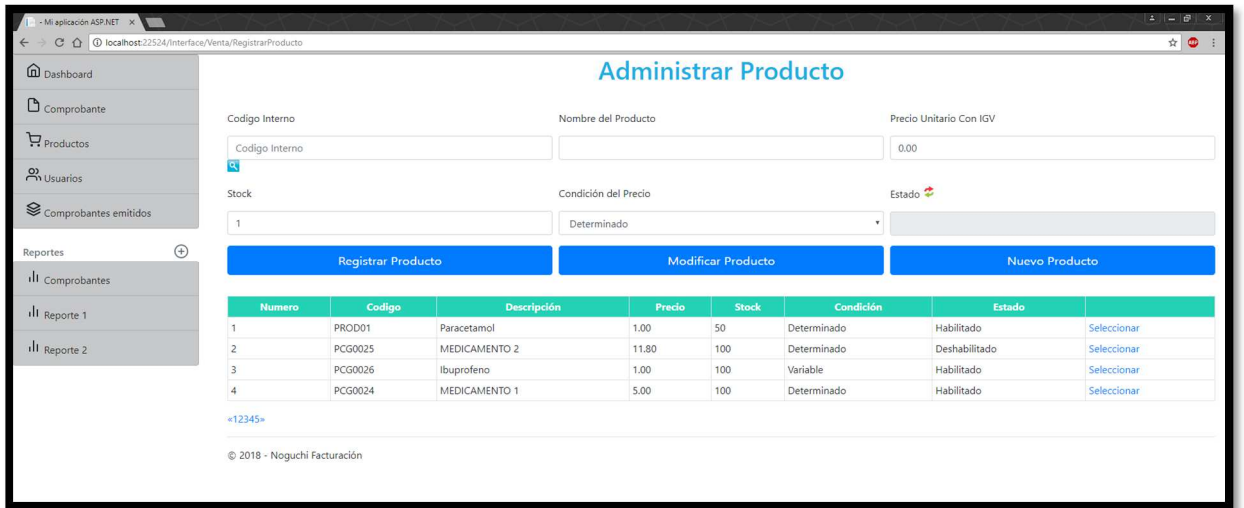 - Mi aplicación ASP.NET
localhost:22524/Interface/Venta/RegistrarProducto
ABP
Dashboard
Comprobante
Productos
Usuarios
Comprobantes emitidos
Reportes
Comprobantes
Reporte 1
Reporte 2
Administrar Producto
Codigo Interno Nombre del Producto Precio Unitario Con IGV
Codigo Interno 0.00
Stock Condición del Precio Estado
1 Determinado
Registrar Producto Modificar Producto Nuevo Producto
Numero Codigo Descripción Precio Stock Condición Estado
1 PROD01 Paracetamol 1.00 50 Determinado Habilitado Seleccionar
2 PCG0025 MEDICAMENTO 2 11.80 100 Determinado Deshabilitado Seleccionar
3 PCG0026 Ibuprofeno 1.00 100 Variable Habilitado Seleccionar
4 PCG0024 MEDICAMENTO 1 5.00 100 Determinado Habilitado Seleccionar
«12345»
© 2018 - Noguchi Facturación